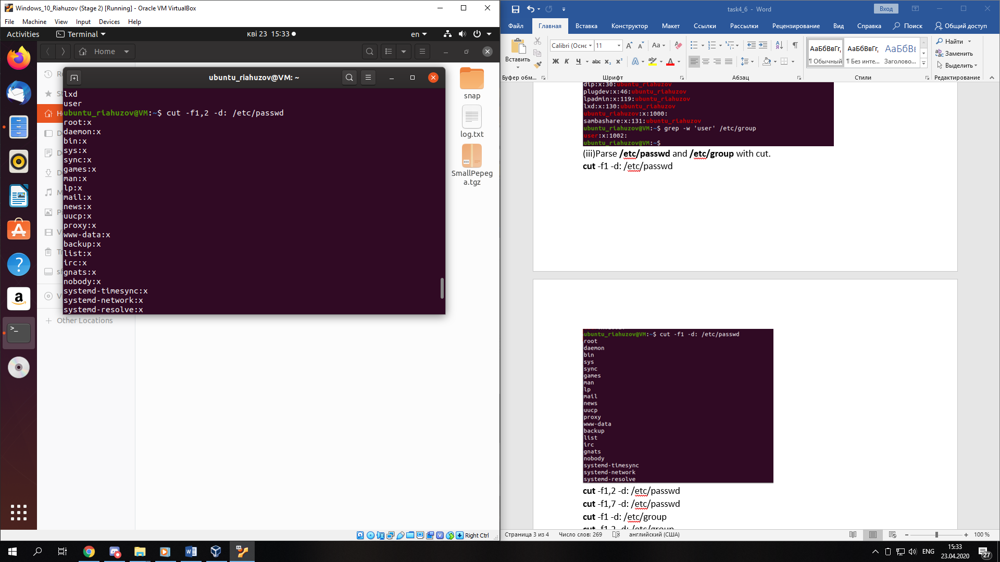 Windows_10_Riahuzov (Stage 2) [Running] - Oracle VM VirtualBox
File Machine View Input Devices Help
Activities Terminal кві 23 15:33 en
Home
ubuntu_riahuzov@VM: ~
lxd
user
ubuntu_riahuzov@VM:~$ cut -f1,2 -d: /etc/passwd
root:x
daemon:x
bin:x
sys:x
sync:x
games:x
man:x
lp:x
mail:x
news:x
uucp:x
proxy:x
www-data:x
backup:x
list:x
irc:x
gnats:x
nobody:x
systemd-timesync:x
systemd-network:x
systemd-resolve:x
Other Locations
snap
log.txt
SmallPepeg
a.tgz
Right Ctrl
task4_6 - Word
Вход
Файл Главная Вставка Конструктор Макет Ссылки Рассылки Рецензирование Вид Справка Поиск Общий доступ
Вставить
Calibri (Оснс 11
Ж К Ч abc x₂ x²
АаБбВвГг, АаБбВвГг, АаБбВв
¶ Обычный ¶ Без инте... Заголово...
Найти
Заменить
Выделить
Буфер обм... Шрифт Абзац Стили Редактирование
dip:x:30:ubuntu_riahuzov
plugdev:x:46:ubuntu_riahuzov
lpadmin:x:119:ubuntu_riahuzov
lxd:x:130:ubuntu_riahuzov
ubuntu_riahuzov:x:1000:
sambashare:x:131:ubuntu_riahuzov
ubuntu_riahuzov@VM:~$ grep -w 'user' /etc/group
user:x:1002:
ubuntu_riahuzov@VM:~$
(iii)Parse /etc/passwd and /etc/group with cut.
cut -f1 -d: /etc/passwd
ubuntu_riahuzov@VM:~$ cut -f1 -d: /etc/passwd
root
daemon
bin
sys
sync
games
man
lp
mail
news
uucp
proxy
www-data
backup
list
irc
gnats
nobody
systemd-timesync
systemd-network
systemd-resolve
cut -f1,2 -d: /etc/passwd
cut -f1,7 -d: /etc/passwd
cut -f1 -d: /etc/group
cut -f1,2 -d: /etc/group
Страница 3 из 4 Число слов: 269 английский (США) 100 %
ENG 15:33
23.04.2020
27